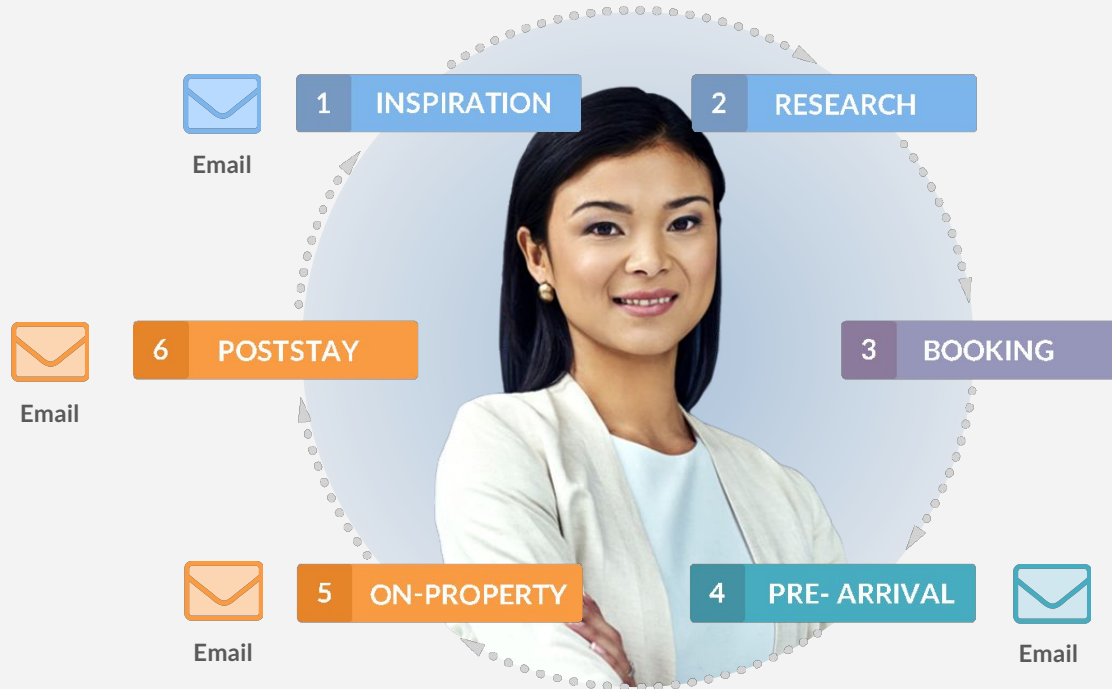 1 INSPIRATION
2 RESEARCH
Email
6 POSTSTAY
3 BOOKING
Email
5 ON-PROPERTY
4 PRE- ARRIVAL
Email
Email